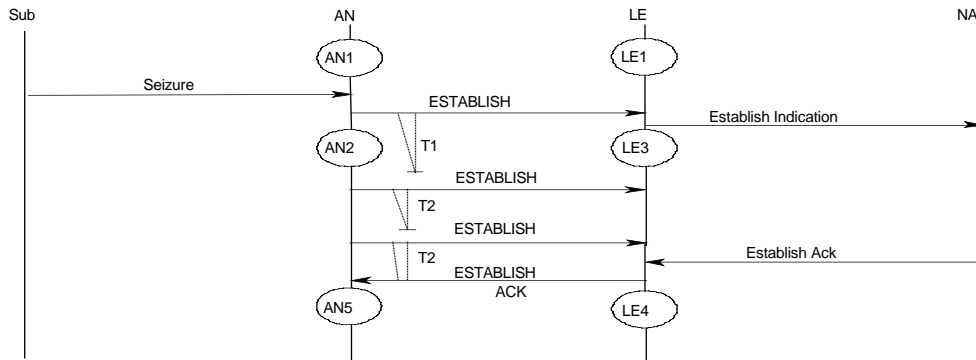 Sub AN LE NA
AN1 LE1
Seizure
ESTABLISH
Establish Indication
AN2 T1 LE3
ESTABLISH
T2
ESTABLISH
Establish Ack
T2
ESTABLISH
ACK
AN5 LE4